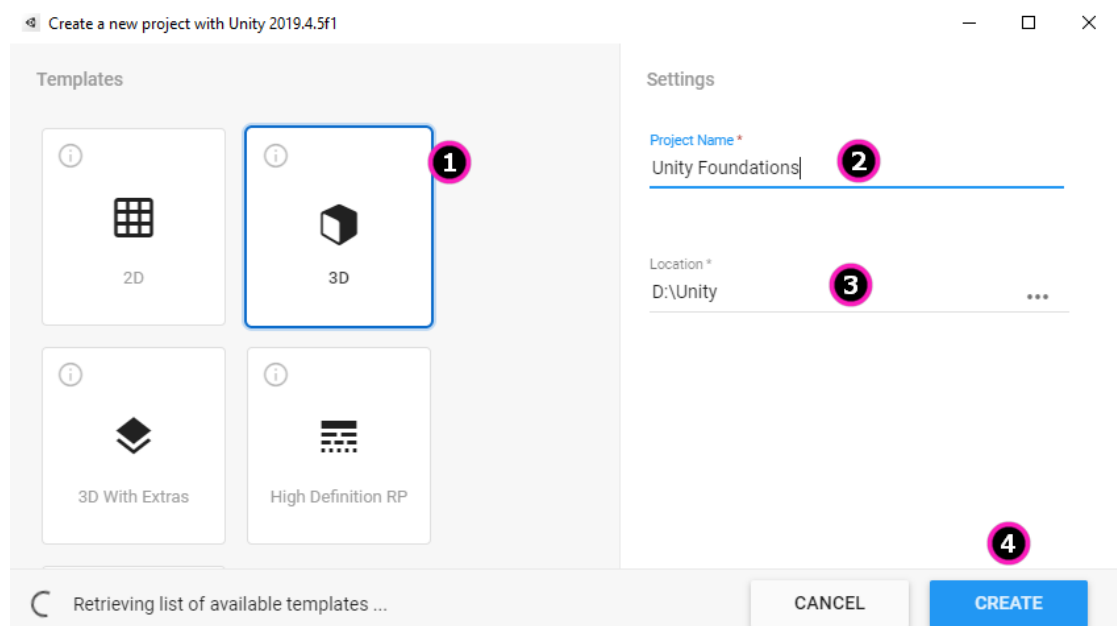 Create a new project with Unity 2019.4.5f1
Templates
2D
3D
1
3D With Extras
High Definition RP
Settings
Project Name *
Unity Foundations
2
Location *
D:\Unity
3
...
4
Retrieving list of available templates ...
CANCEL
CREATE